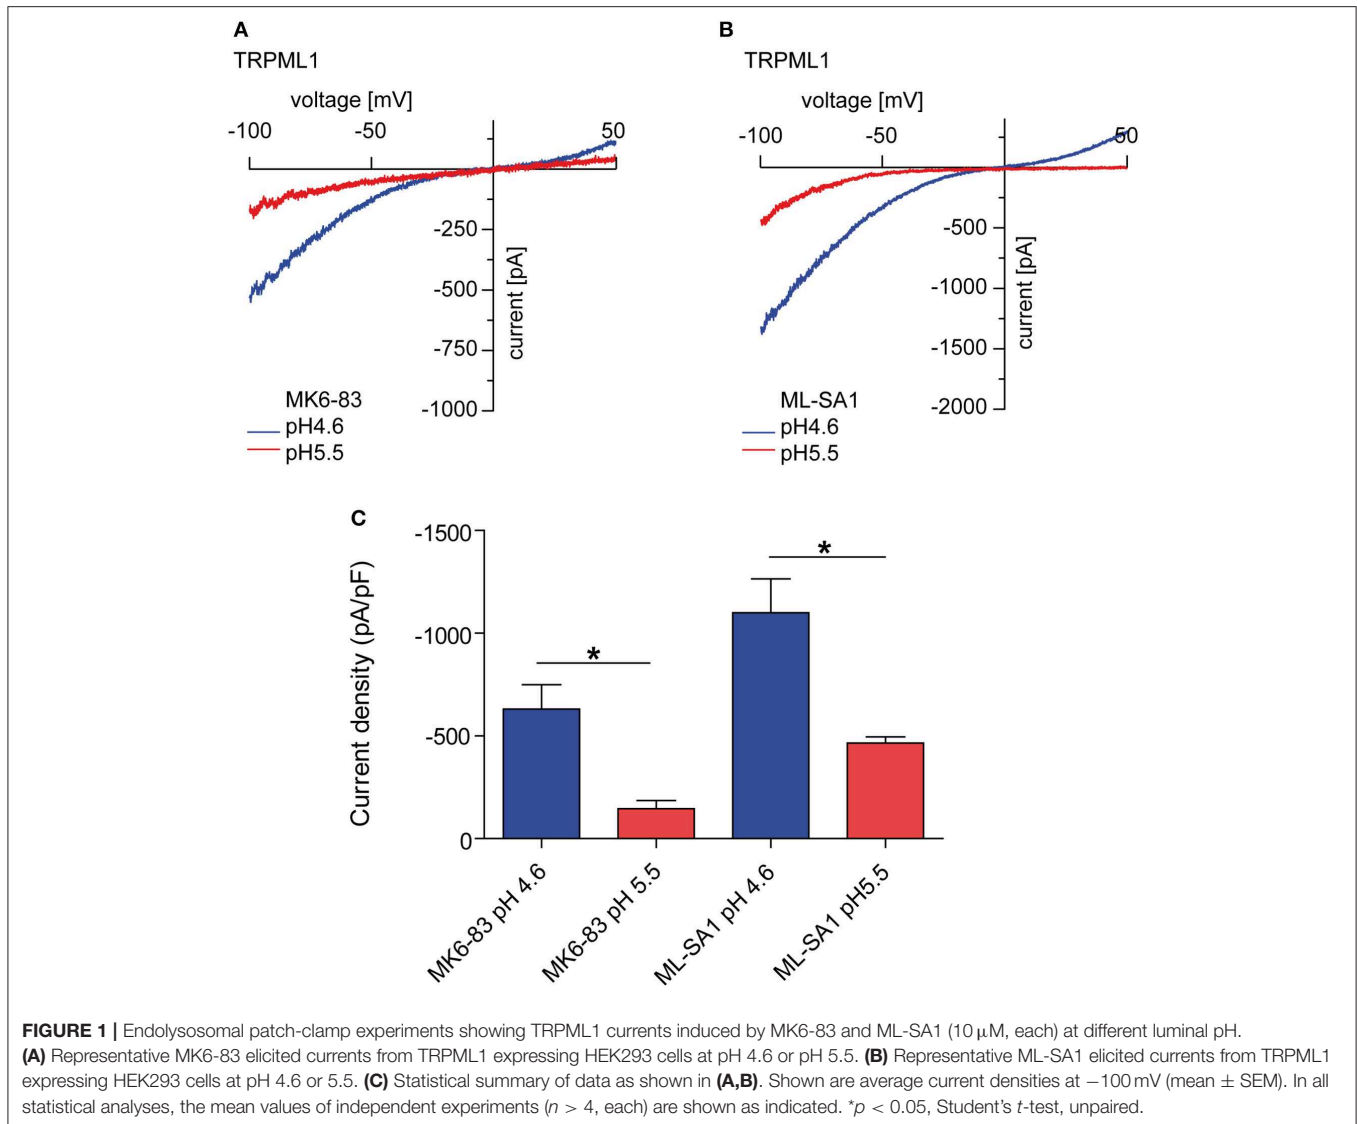 A
TRPML1
voltage [mV]
-100 -50 50
-250
-500
-750
-1000
current [pA]
MK6-83
pH4.6
pH5.5
B
TRPML1
voltage [mV]
-100 -50 50
-500
-1000
-1500
-2000
current [pA]
ML-SA1
pH4.6
pH5.5
C
Current density (pA/pF)
-1500
-1000
-500
0
*
*
MK6-83 pH 4.6
MK6-83 pH 5.5
ML-SA1 pH 4.6
ML-SA1 pH5.5
FIGURE 1 | Endolysosomal patch-clamp experiments showing TRPML1 currents induced by MK6-83 and ML-SA1 (10 μM, each) at different luminal pH.
(A) Representative MK6-83 elicited currents from TRPML1 expressing HEK293 cells at pH 4.6 or pH 5.5. (B) Representative ML-SA1 elicited currents from TRPML1
expressing HEK293 cells at pH 4.6 or 5.5. (C) Statistical summary of data as shown in (A,B). Shown are average current densities at −100 mV (mean ± SEM). In all
statistical analyses, the mean values of independent experiments (n > 4, each) are shown as indicated. *p < 0.05, Student's t-test, unpaired.